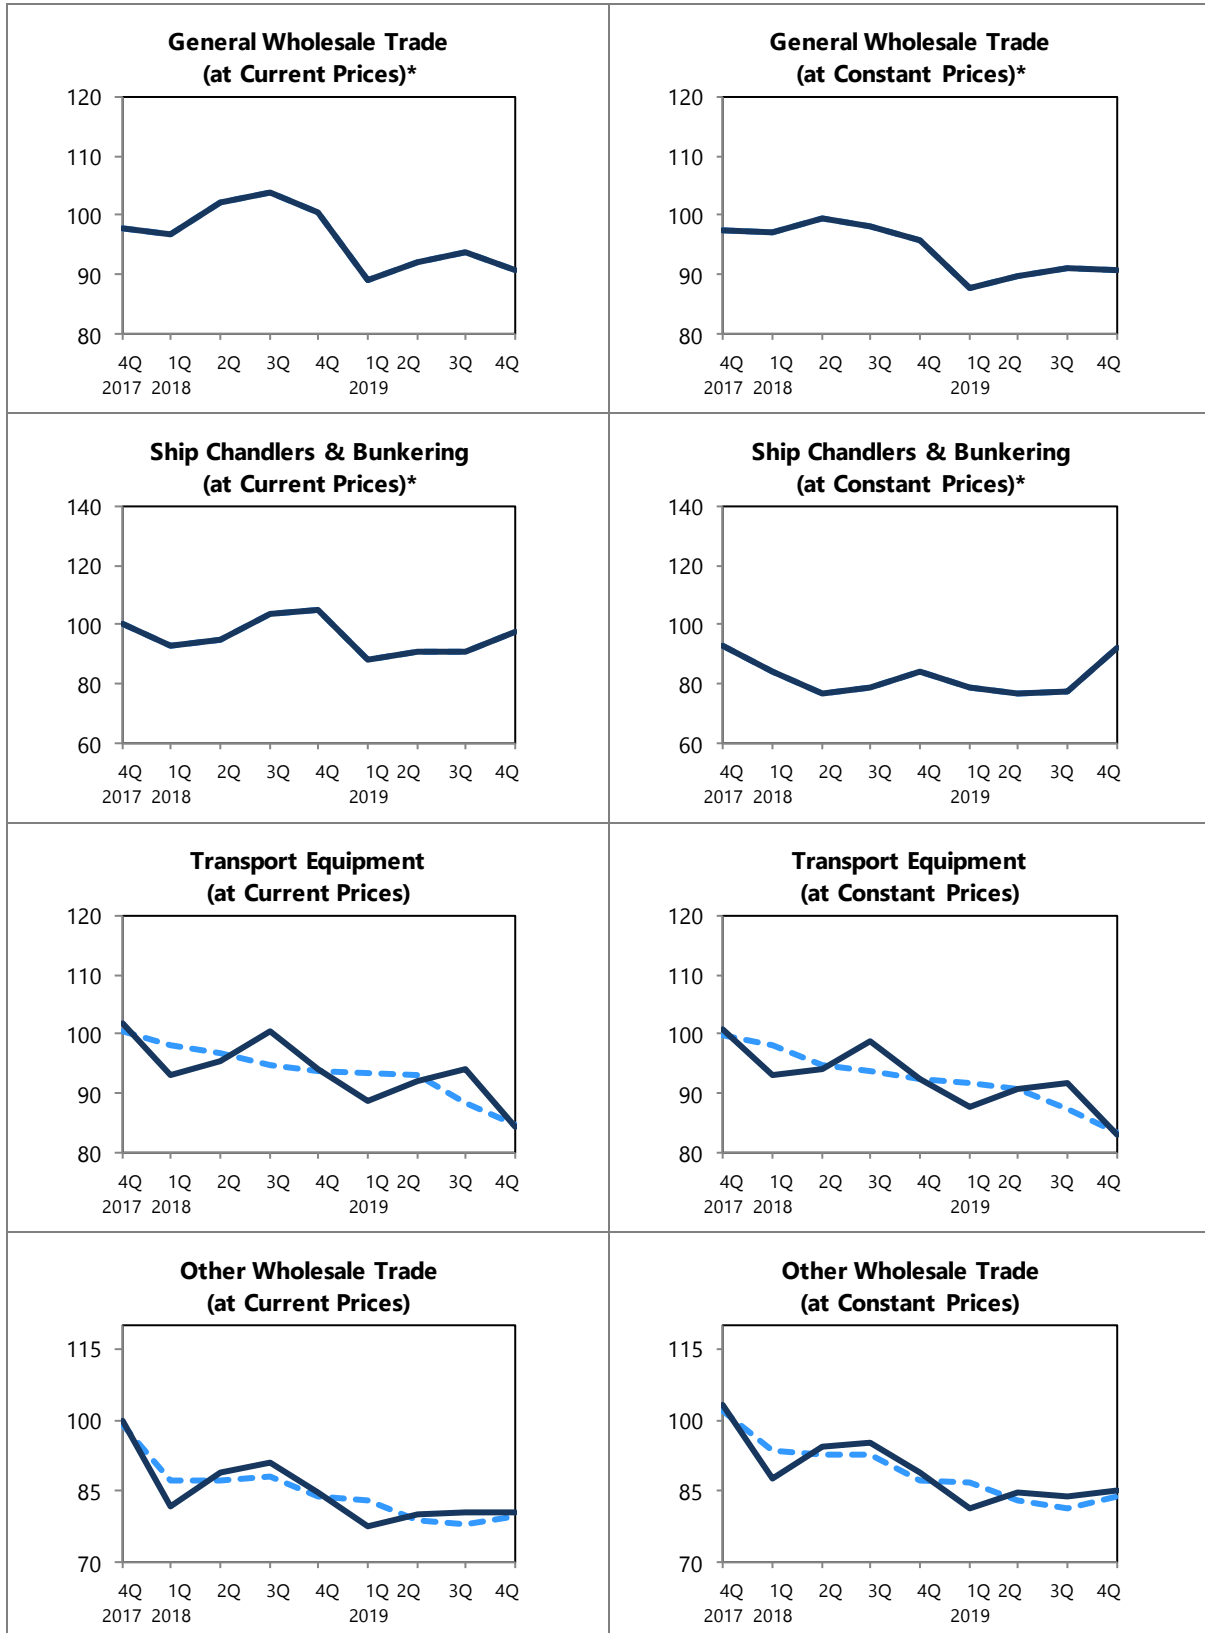 General Wholesale Trade
(at Current Prices)*
120
110
100
90
80
4Q 1Q 2Q 3Q 4Q 1Q 2Q 3Q 4Q
2017 2018 2019
General Wholesale Trade
(at Constant Prices)*
120
110
100
90
80
4Q 1Q 2Q 3Q 4Q 1Q 2Q 3Q 4Q
2017 2018 2019
Ship Chandlers & Bunkering
(at Current Prices)*
140
120
100
80
60
4Q 1Q 2Q 3Q 4Q 1Q 2Q 3Q 4Q
2017 2018 2019
Ship Chandlers & Bunkering
(at Constant Prices)*
140
120
100
80
60
4Q 1Q 2Q 3Q 4Q 1Q 2Q 3Q 4Q
2017 2018 2019
Transport Equipment
(at Current Prices)
120
110
100
90
80
4Q 1Q 2Q 3Q 4Q 1Q 2Q 3Q 4Q
2017 2018 2019
Transport Equipment
(at Constant Prices)
120
110
100
90
80
4Q 1Q 2Q 3Q 4Q 1Q 2Q 3Q 4Q
2017 2018 2019
Other Wholesale Trade
(at Current Prices)
115
100
85
70
4Q 1Q 2Q 3Q 4Q 1Q 2Q 3Q 4Q
2017 2018 2019
Other Wholesale Trade
(at Constant Prices)
115
100
85
70
4Q 1Q 2Q 3Q 4Q 1Q 2Q 3Q 4Q
2017 2018 2019